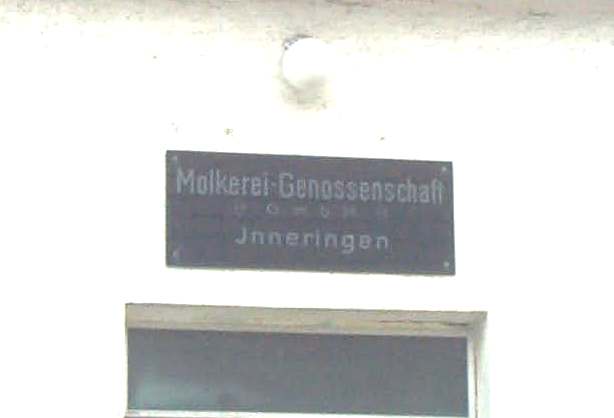 Molkerei-Genossenschaft
G.m.b.H.
Jnneringen